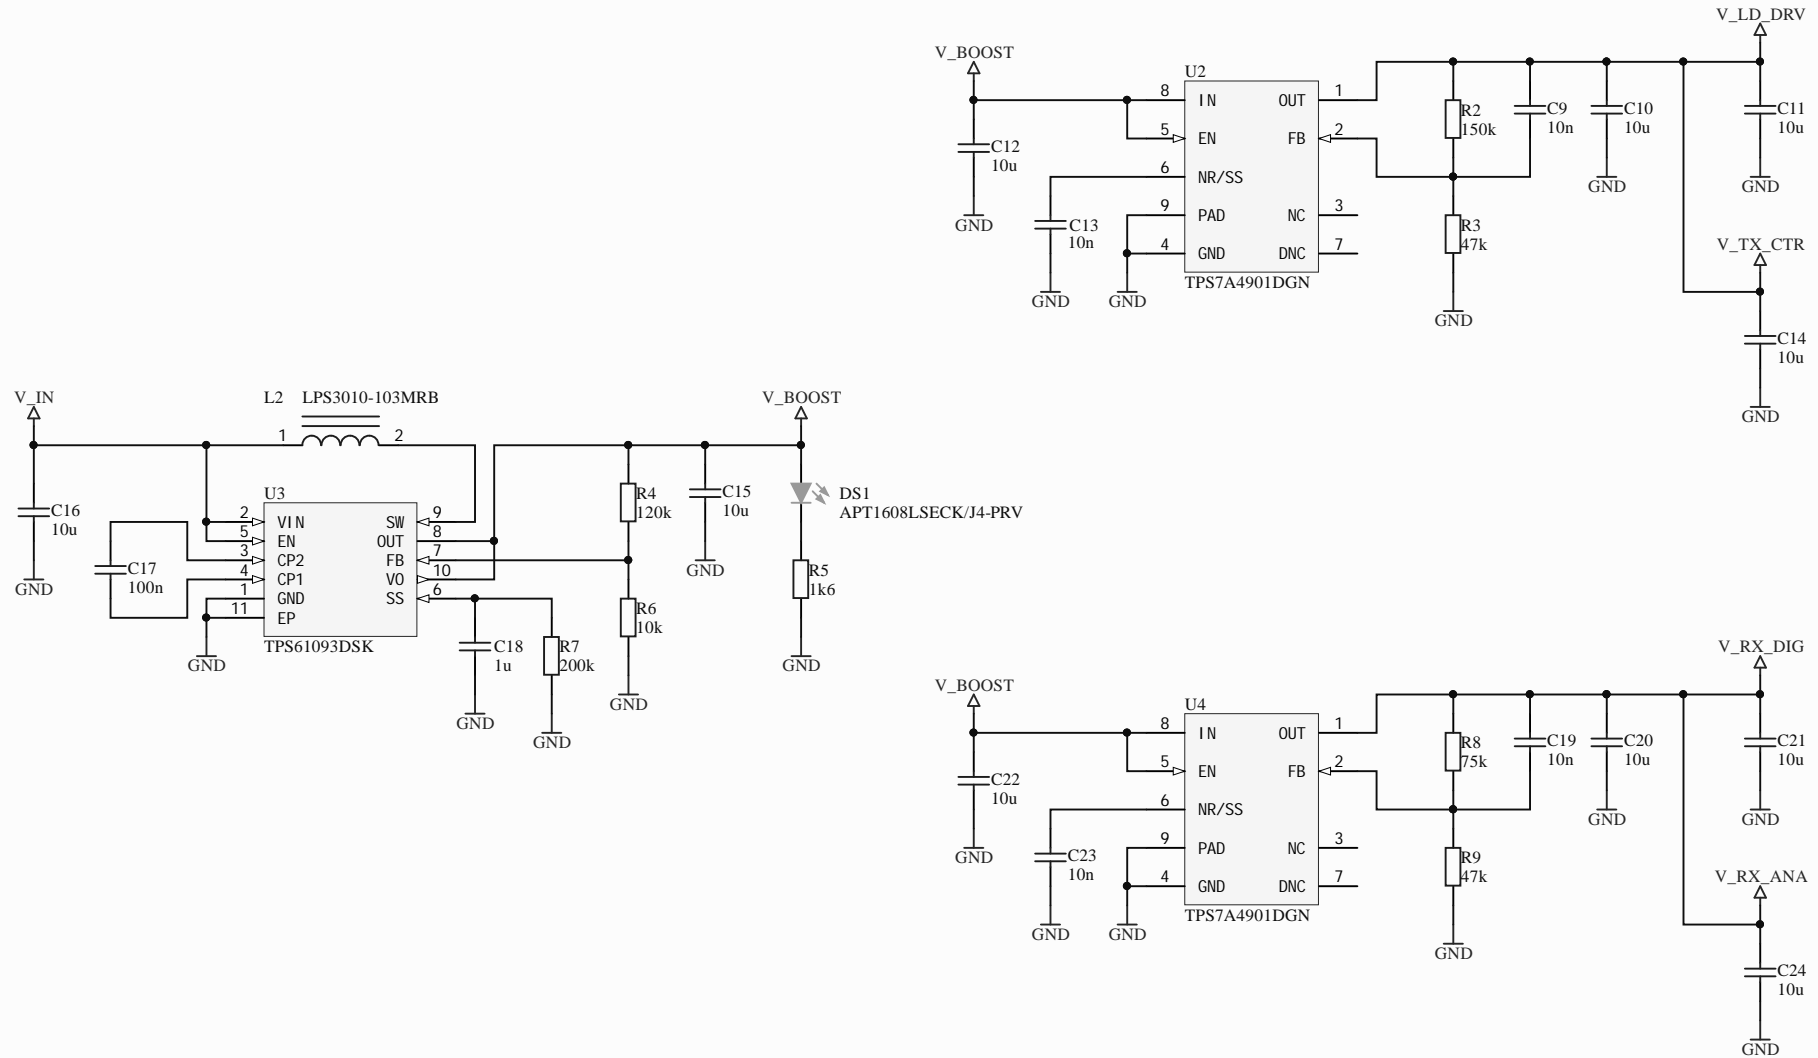 V_IN
L2 LPS3010-103MRB
1
2
V_BOOST
C16
10u
GND
U3
2 VIN
5 EN
3 CP2
4 CP1
1 GND
11 EP
SW 9
OUT 8
FB 7
VO 10
SS 6
TPS61093DSK
C17
100n
GND
R4
120k
C15
10u
GND
DS1
APT1608LSECK/J4-PRV
R5
1k6
GND
R6
10k
GND
C18
1u
GND
R7
200k
GND
V_BOOST
C12
10u
GND
U2
8 IN
5 EN
6 NR/SS
9 PAD
4 GND
OUT 1
FB 2
NC 3
DNC 7
TPS7A4901DGN
C13
10n
GND
GND
R2
150k
C9
10n
C10
10u
GND
R3
47k
GND
V_LD_DRV
C11
10u
GND
V_TX_CTR
C14
10u
GND
V_BOOST
C22
10u
GND
U4
8 IN
5 EN
6 NR/SS
9 PAD
4 GND
OUT 1
FB 2
NC 3
DNC 7
TPS7A4901DGN
C23
10n
GND
GND
R8
75k
C19
10n
C20
10u
GND
R9
47k
GND
V_RX_DIG
C21
10u
GND
V_RX_ANA
C24
10u
GND